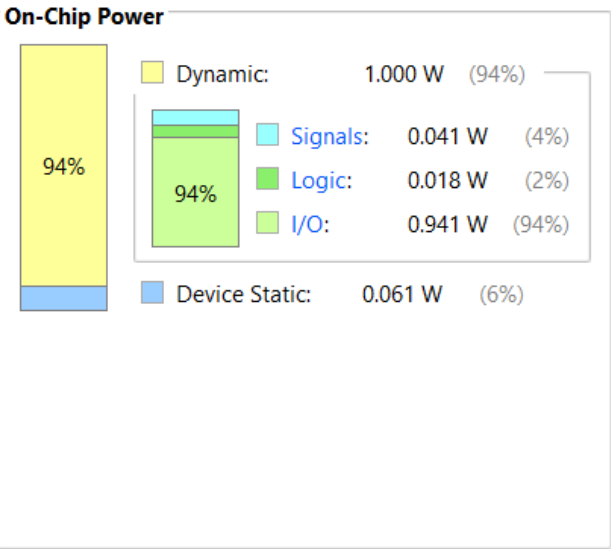 On-Chip Power
Dynamic: 1.000 W (94%)
94%
Signals: 0.041 W (4%)
Logic: 0.018 W (2%)
94%
I/O: 0.941 W (94%)
Device Static: 0.061 W (6%)